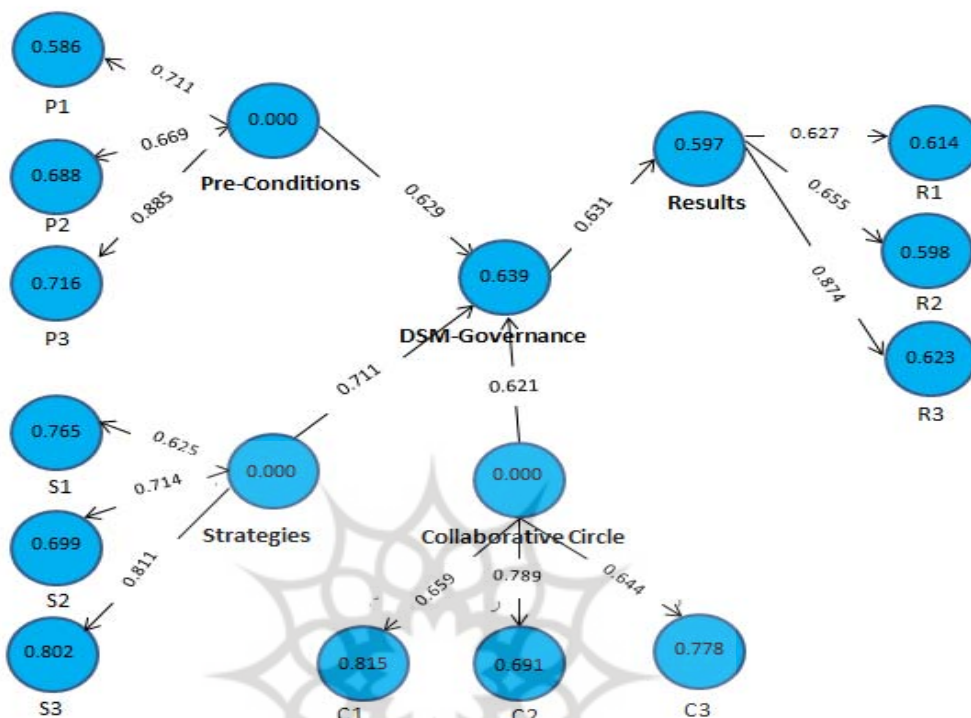 0.586
P1
0.711
0.688
P2
0.669
0.716
P3
0.885
0.000
Pre-Conditions
0.629
0.639
DSM-Governance
0.631
0.597
Results
0.627
0.614
R1
0.655
0.598
R2
0.874
0.623
R3
0.765
S1
0.625
0.699
S2
0.714
0.802
S3
0.811
0.000
Strategies
0.711
0.621
0.000
Collaborative Circle
0.659
0.789
0.644
0.815
C1
0.691
C2
0.778
C3